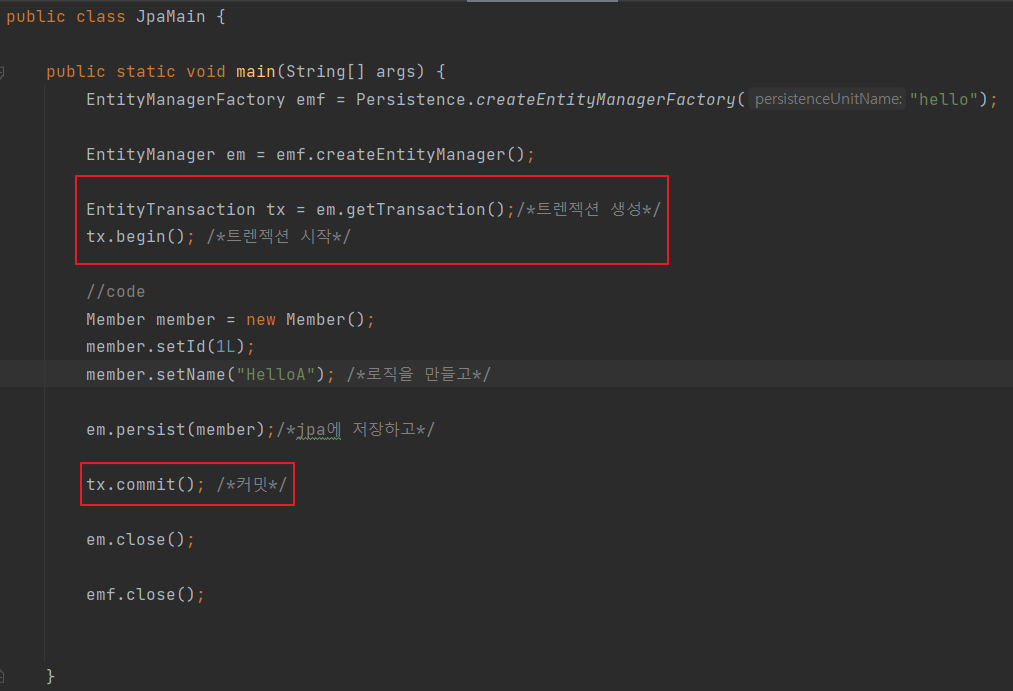 public class JpaMain {
public static void main(String[] args) {
EntityManagerFactory emf = Persistence.createEntityManagerFactory( persistenceUnitName: "hello");
EntityManager em = emf.createEntityManager();
EntityTransaction tx = em.getTransaction();/*트렌젝션 생성*/
tx.begin(); /*트렌젝션 시작*/
//code
Member member = new Member();
member.setId(1L);
member.setName("HelloA"); /*로직을 만들고*/
em.persist(member);/*jpa에 저장하고*/
tx.commit(); /*커밋*/
em.close();
emf.close();
}